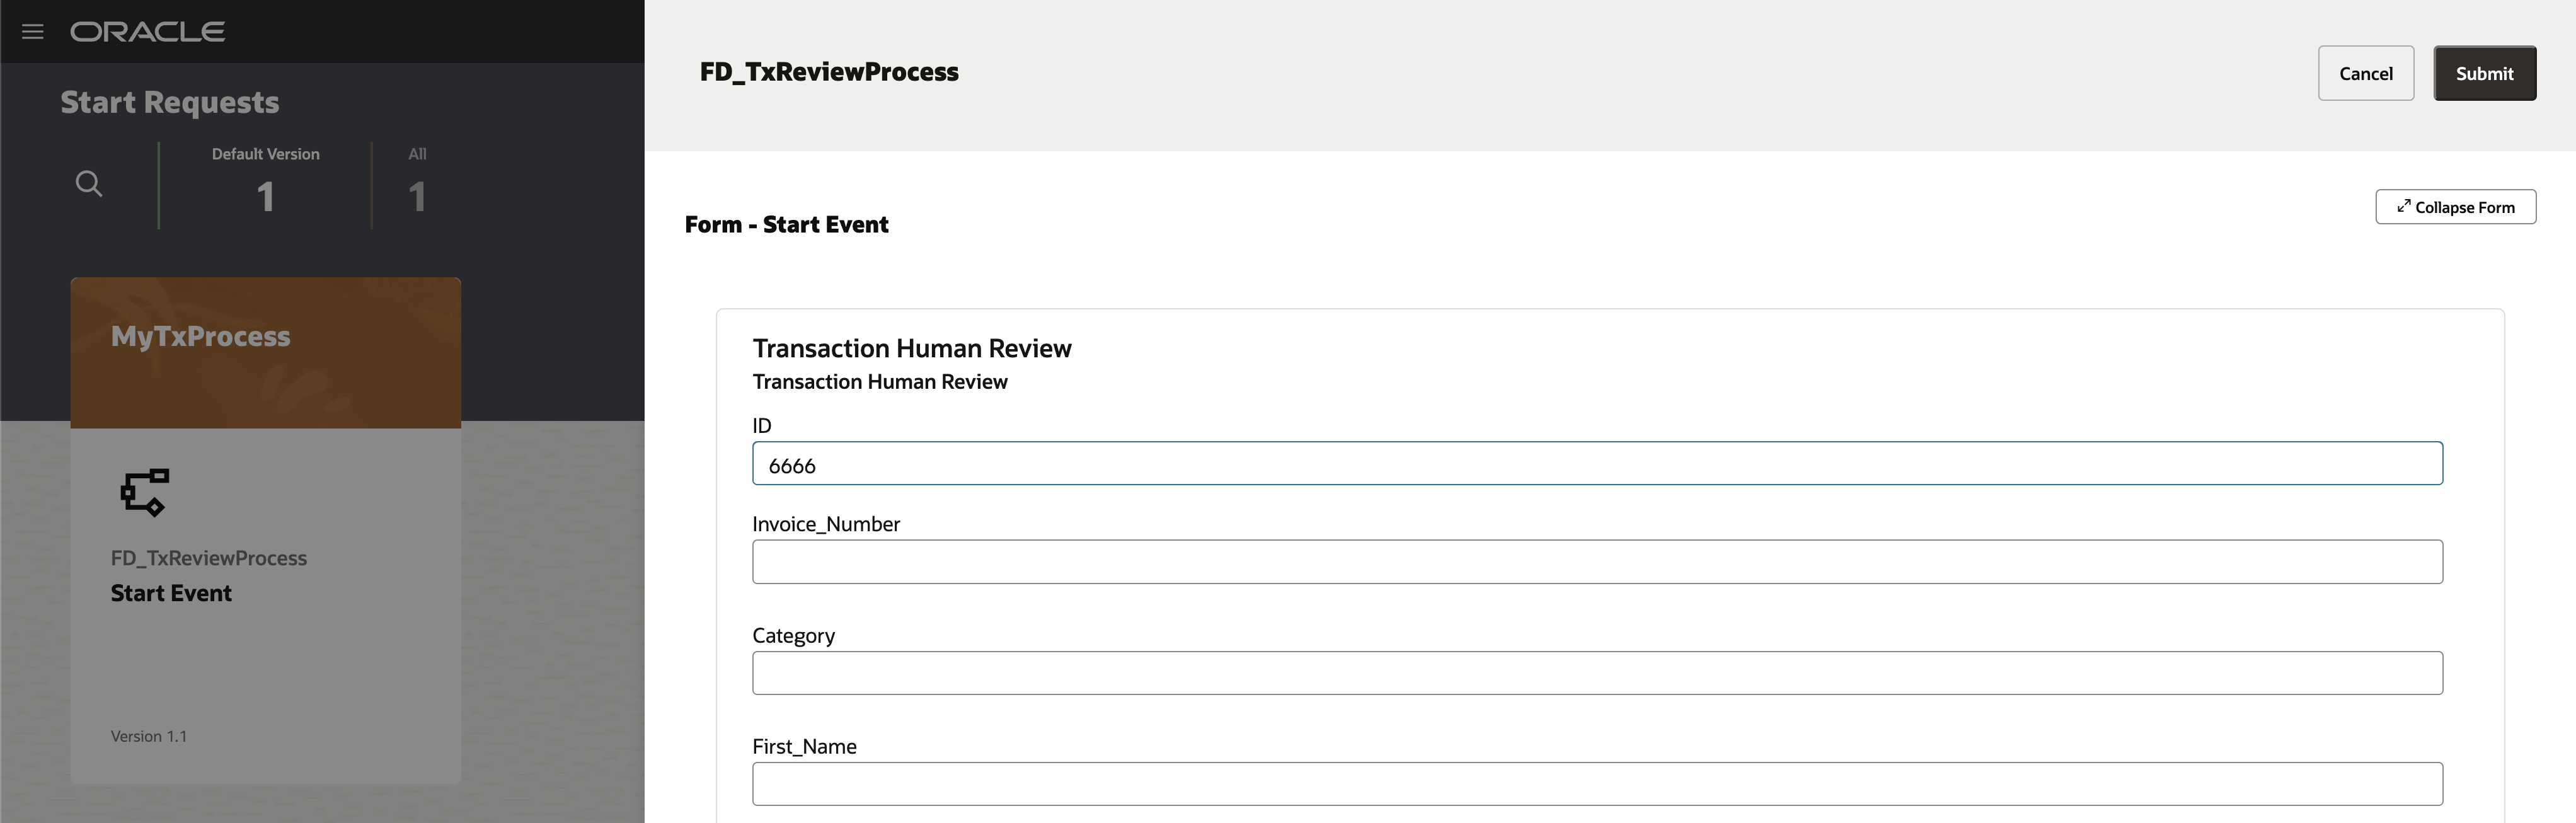 ORACLE
Start Requests
Default Version
1
All
1
MyTxProcess
FD_TxReviewProcess
Start Event
Version 1.1
FD_TxReviewProcess
Cancel
Submit
Form - Start Event
Collapse Form
Transaction Human Review
Transaction Human Review
ID
6666
Invoice_Number
Category
First_Name